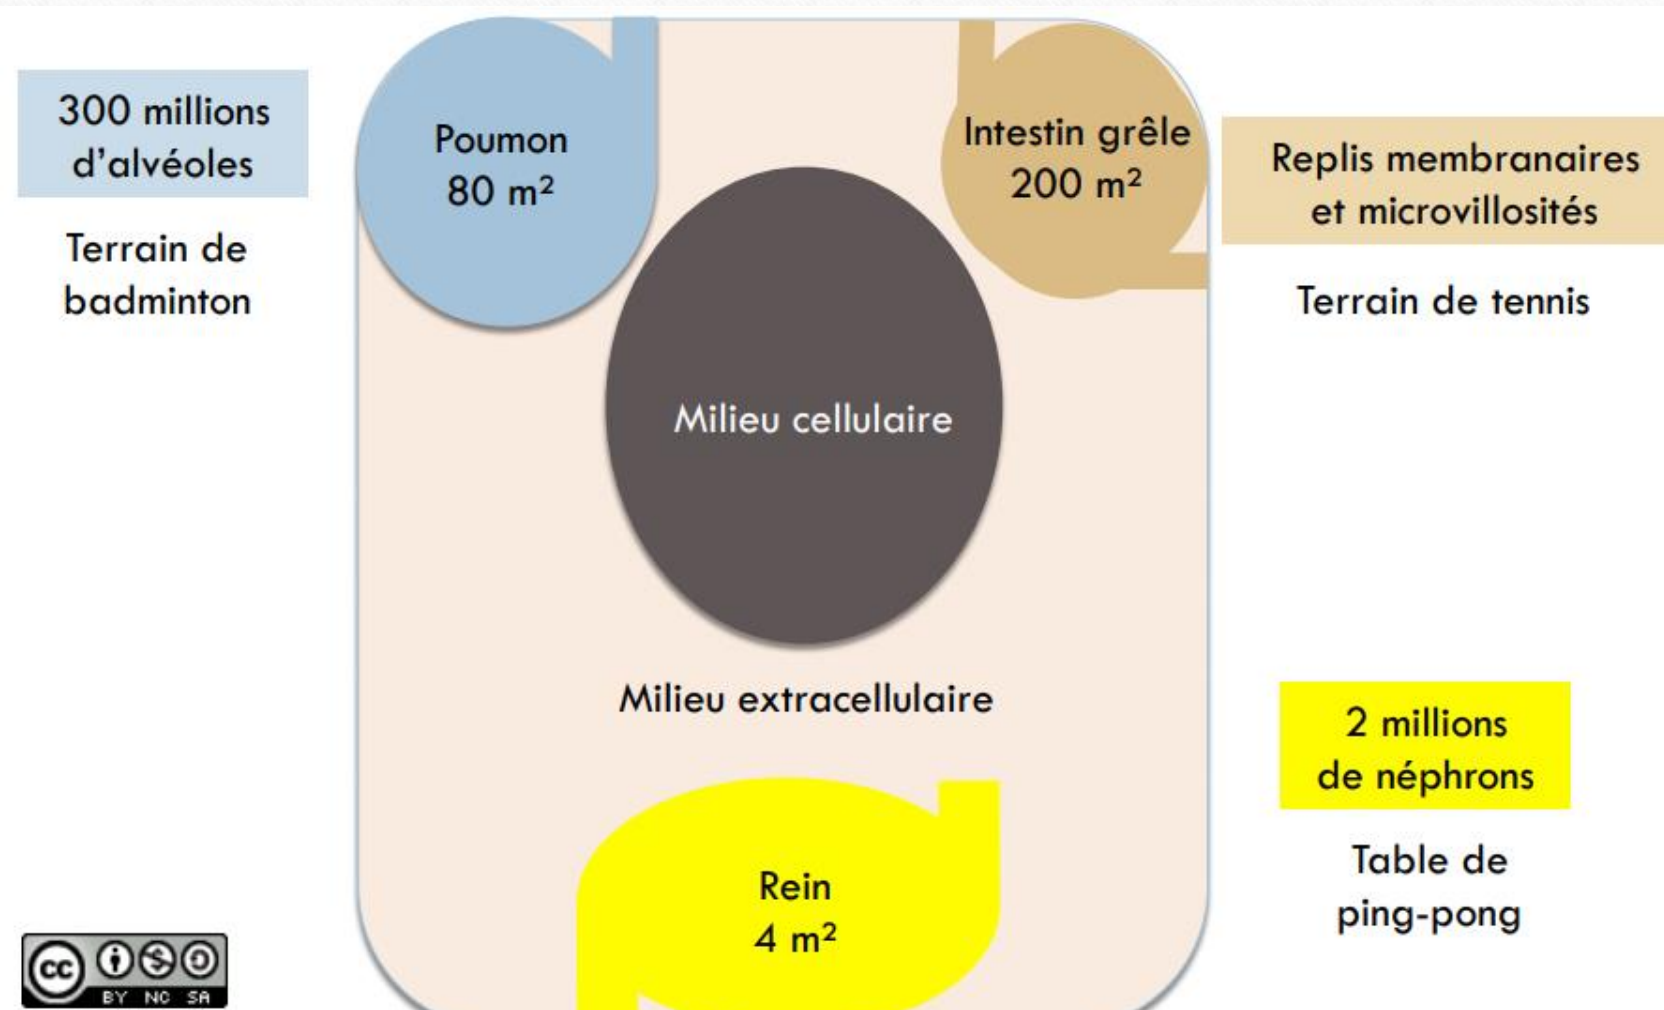 300 millions
d'alvéoles
Terrain de
badminton
Poumon
80 m²
Intestin grêle
200 m²
Replis membranaires
et microvillosités
Terrain de tennis
Milieu cellulaire
Milieu extracellulaire
2 millions
de néphrons
Table de
ping-pong
Rein
4 m²
cc
BY NC SA